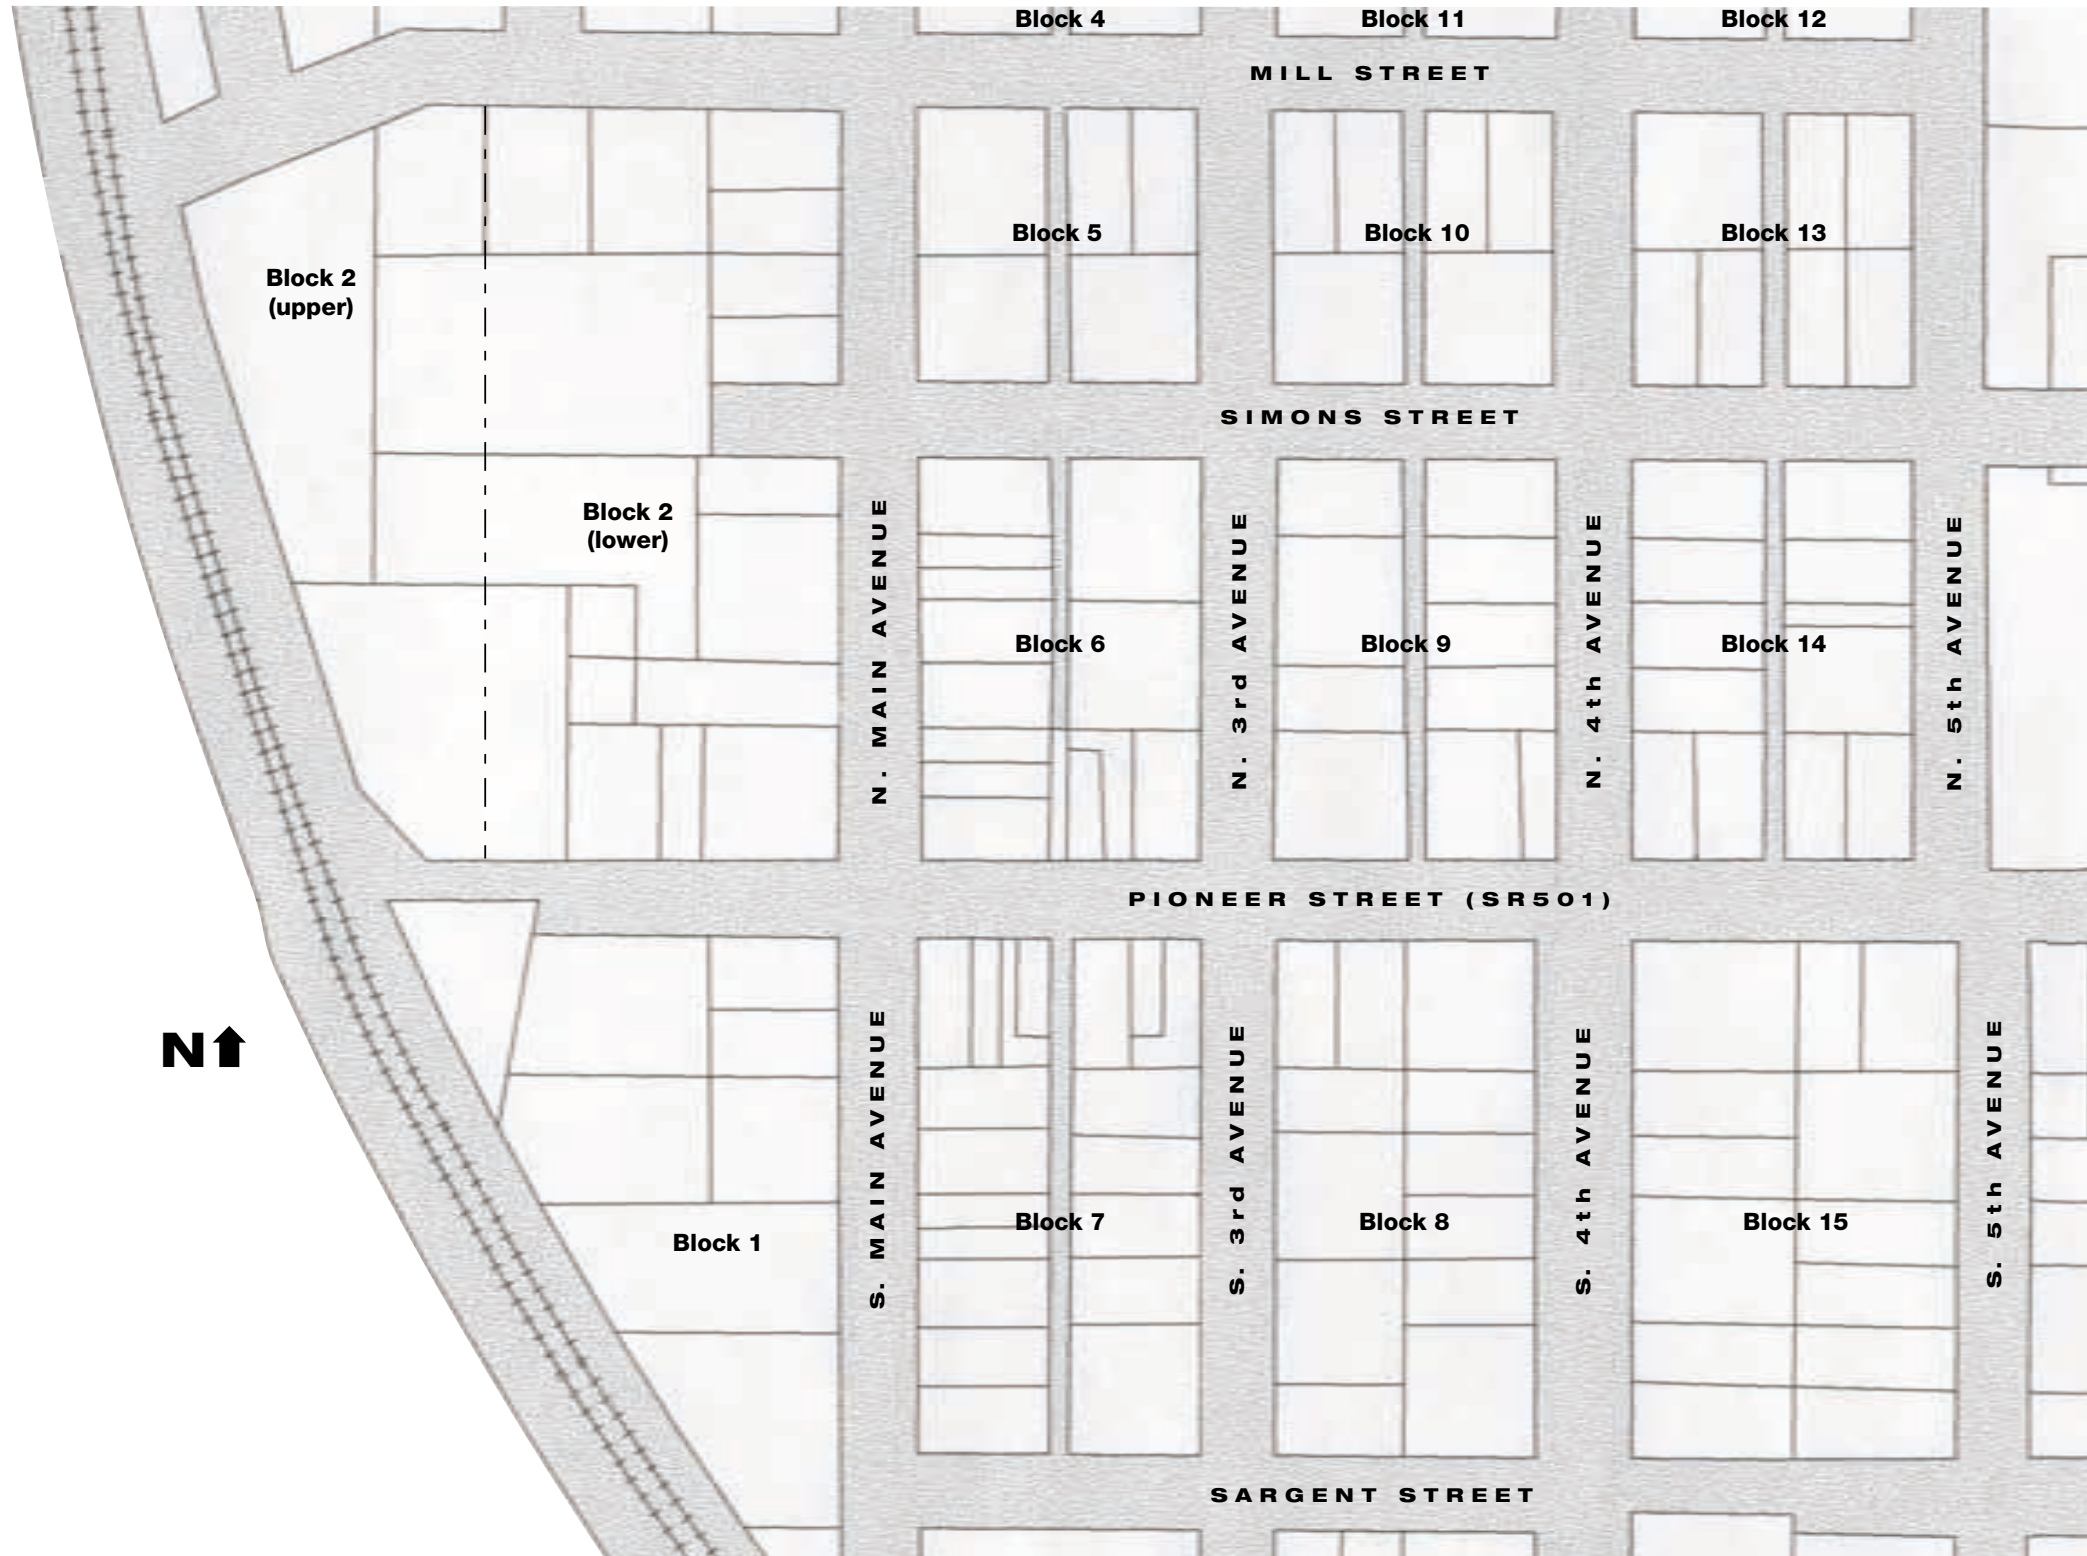 Block 4
Block 11
Block 12
MILL STREET
Block 5
Block 10
Block 13
Block 2
(upper)
SIMONS STREET
Block 2
(lower)
N. MAIN AVENUE
N. 3rd AVENUE
N. 4th AVENUE
N. 5th AVENUE
Block 6
Block 9
Block 14
PIONEER STREET (SR501)
N
S. MAIN AVENUE
S. 3rd AVENUE
S. 4th AVENUE
S. 5th AVENUE
Block 1
Block 7
Block 8
Block 15
SARGENT STREET